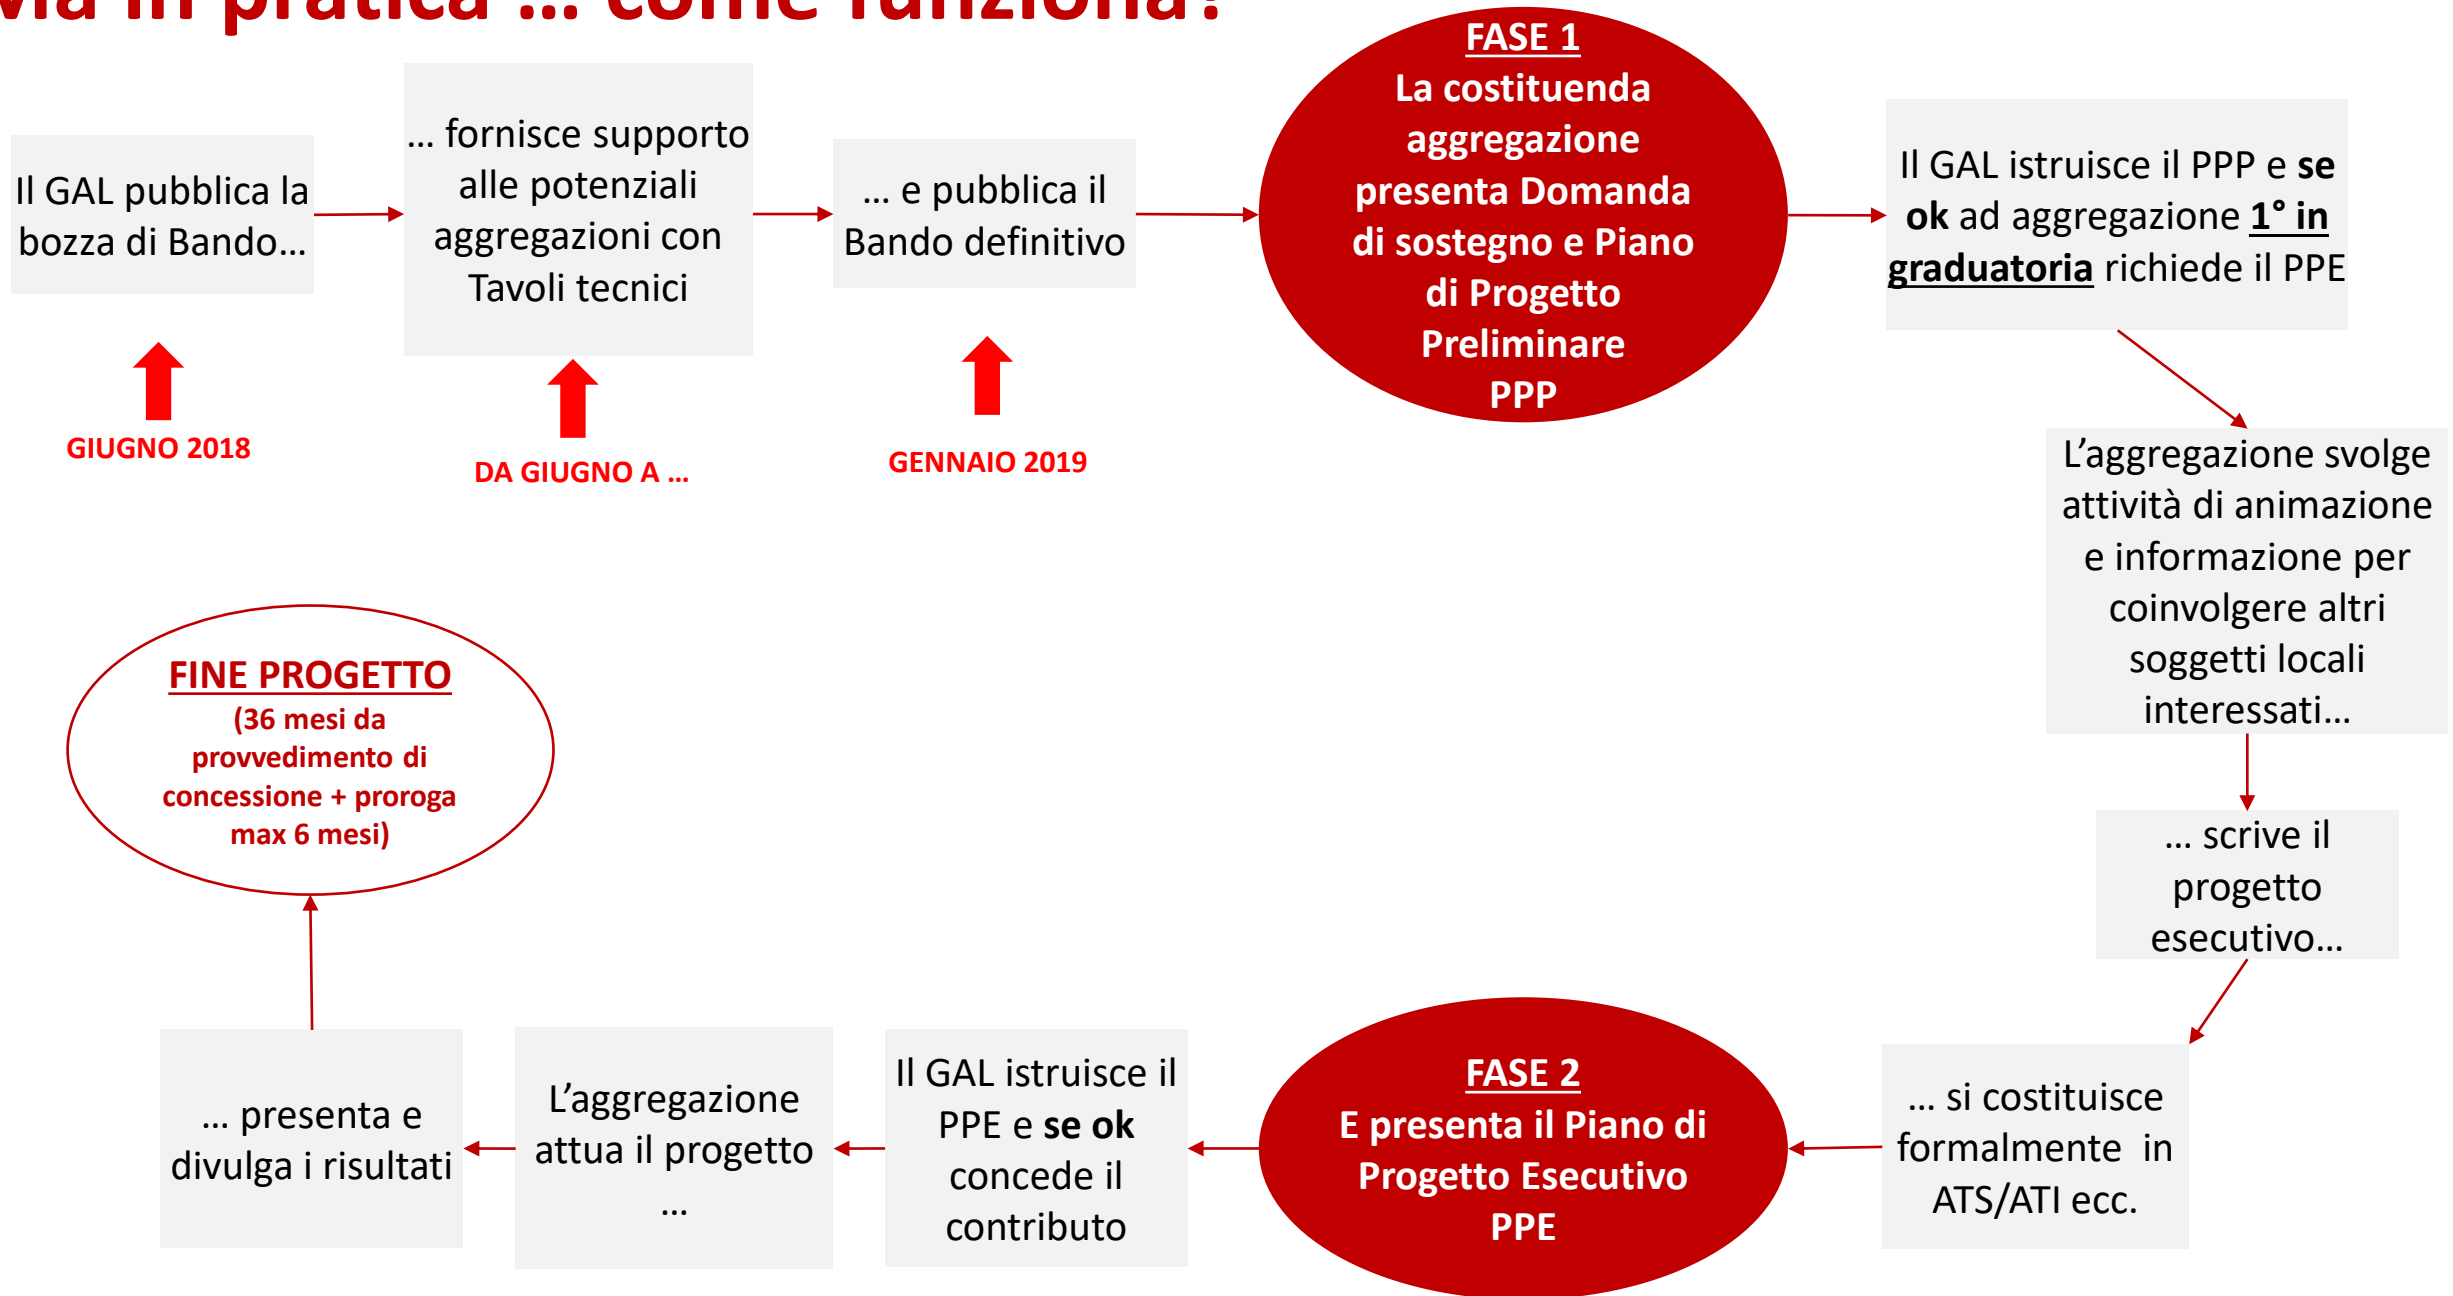 Ma in pratica ... come funziona?
Il GAL pubblica la
bozza di Bando...
... fornisce supporto
alle potenziali
aggregazioni con
Tavoli tecnici
... e pubblica il
Bando definitivo
FASE 1
La costituenda
aggregazione
presenta Domanda
di sostegno e Piano
di Progetto
Preliminare
PPP
Il GAL istruisce il PPP e se
ok ad aggregazione 1° in
graduatoria richiede il PPE
GIUGNO 2018
DA GIUGNO A ...
GENNAIO 2019
L’aggregazione svolge
attività di animazione
e informazione per
coinvolgere altri
soggetti locali
interessati...
... scrive il
progetto
esecutivo...
... si costituisce
formalmente in
ATS/ATI ecc.
FASE 2
E presenta il Piano di
Progetto Esecutivo
PPE
Il GAL istruisce il
PPE e se ok
concede il
contributo
L’aggregazione
attua il progetto
...
... presenta e
divulga i risultati
FINE PROGETTO
(36 mesi da
provvedimento di
concessione + proroga
max 6 mesi)